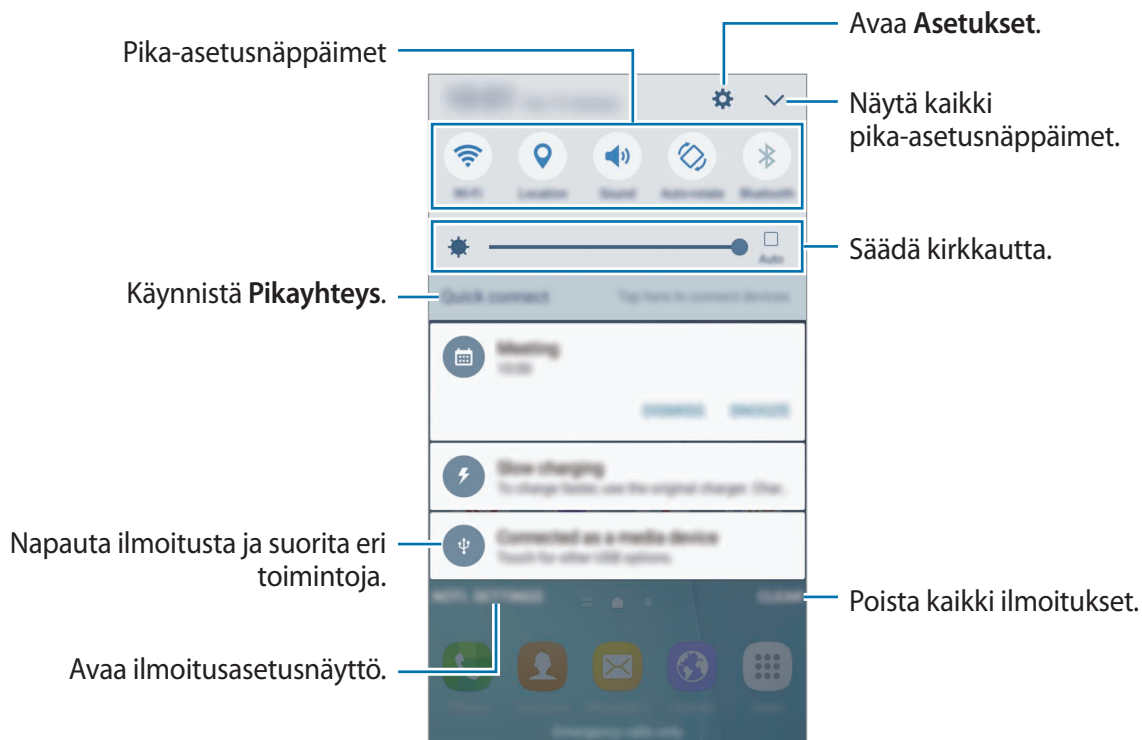 Avaa Asetukset.
Pika-asetusnäppäimet
Näytä kaikki
pika-asetusnäppäimet.
Wi-Fi
Location
Sound
Auto-rotate
Bluetooth
Säädä kirkkautta.
Auto
Käynnistä Pikayhteys.
Quick connect
Tap here to connect devices
Meeting
10:00
DISMISS
SNOOZE
Slow charging
To charge faster, use the original charger. Char..
Napauta ilmoitusta ja suorita eri
toimintoja.
Connected as a media device
Touch for other USB options.
NOTI. SETTINGS
CLEAR
Poista kaikki ilmoitukset.
Avaa ilmoitusasetusnäyttö.
Emergency calls only